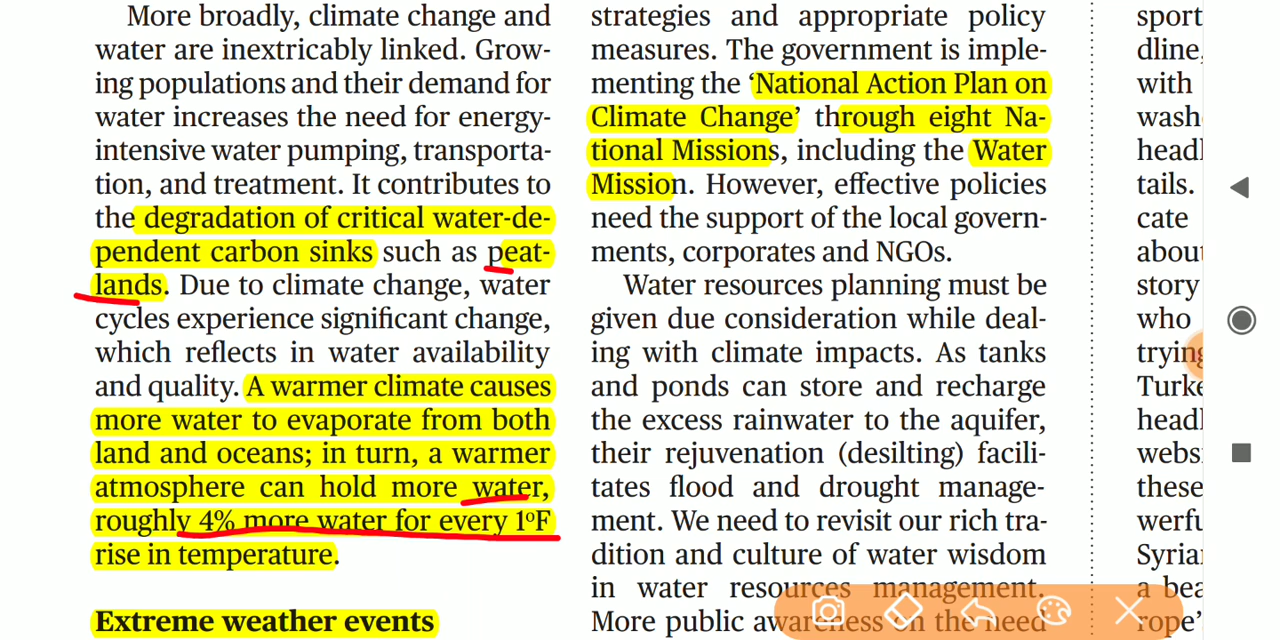 More broadly, climate change and
water are inextricably linked. Grow-
ing populations and their demand for
water increases the need for energy-
intensive water pumping, transporta-
tion, and treatment. It contributes to
the degradation of critical water-de-
pendent carbon sinks such as peat-
lands. Due to climate change, water
cycles experience significant change,
which reflects in water availability
and quality. A warmer climate causes
more water to evaporate from both
land and oceans; in turn, a warmer
atmosphere can hold more water,
roughly 4% more water for every 1ºF
rise in temperature.
Extreme weather events
strategies and appropriate policy
measures. The government is imple-
menting the ‘National Action Plan on
Climate Change’ through eight Na-
tional Missions, including the Water
Mission. However, effective policies
need the support of the local govern-
ments, corporates and NGOs.
Water resources planning must be
given due consideration while deal-
ing with climate impacts. As tanks
and ponds can store and recharge
the excess rainwater to the aquifer,
their rejuvenation (desilting) facili-
tates flood and drought manage-
ment. We need to revisit our rich tra-
dition and culture of water wisdom
in water resources management.
More public awareness on the need
sport
dline,
with
wash
headl
tails.
cate
about
story
who
trying
Turke
headl
webs
these
werfu
Syria
a bea
rope’